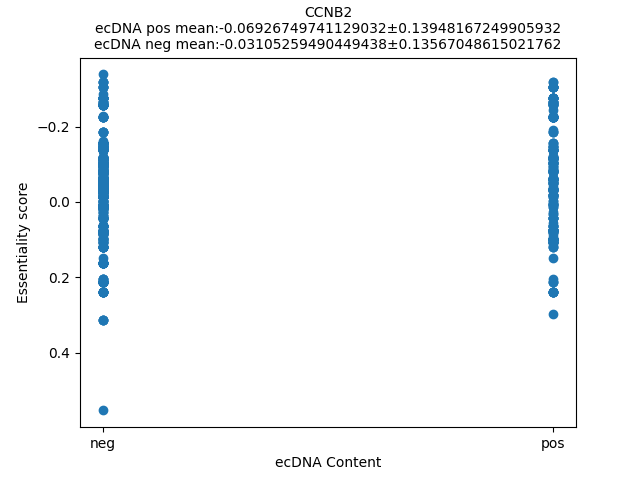 CCNB2
ecDNA pos mean:-0.06926749741129032±0.13948167249905932
ecDNA neg mean:-0.03105259490449438±0.13567048615021762
−0.2
0.0
0.2
0.4
Essentiality score
neg
pos
ecDNA Content